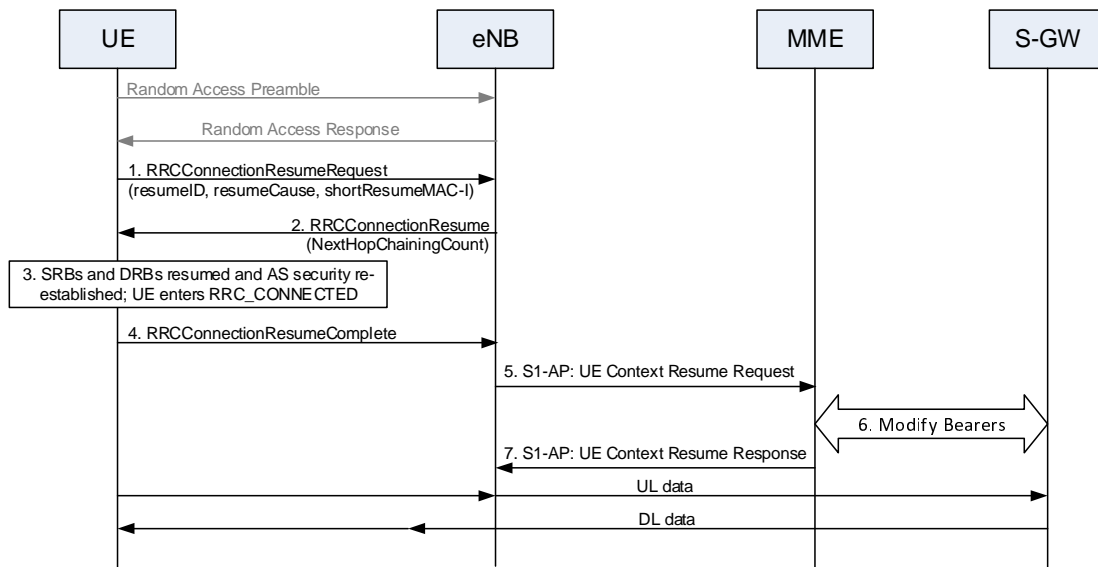 UE
eNB
MME
S-GW
Random Access Preamble
Random Access Response
1. RRCConnectionResumeRequest
(resumeID, resumeCause, shortResumeMAC-I)
2. RRCConnectionResume
(NextHopChainingCount)
3. SRBs and DRBs resumed and AS security re-
established; UE enters RRC_CONNECTED
4. RRCConnectionResumeComplete
5. S1-AP: UE Context Resume Request
6. Modify Bearers
7. S1-AP: UE Context Resume Response
UL data
DL data